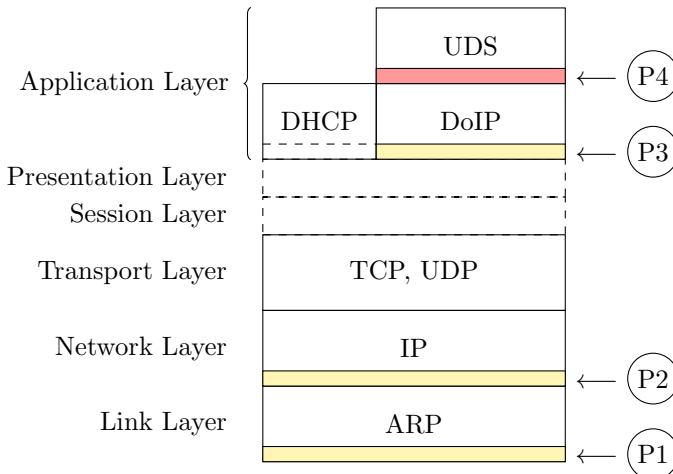 UDS
Application Layer
P4
DHCP
DoIP
P3
Presentation Layer
Session Layer
Transport Layer
TCP, UDP
Network Layer
IP
P2
Link Layer
ARP
P1